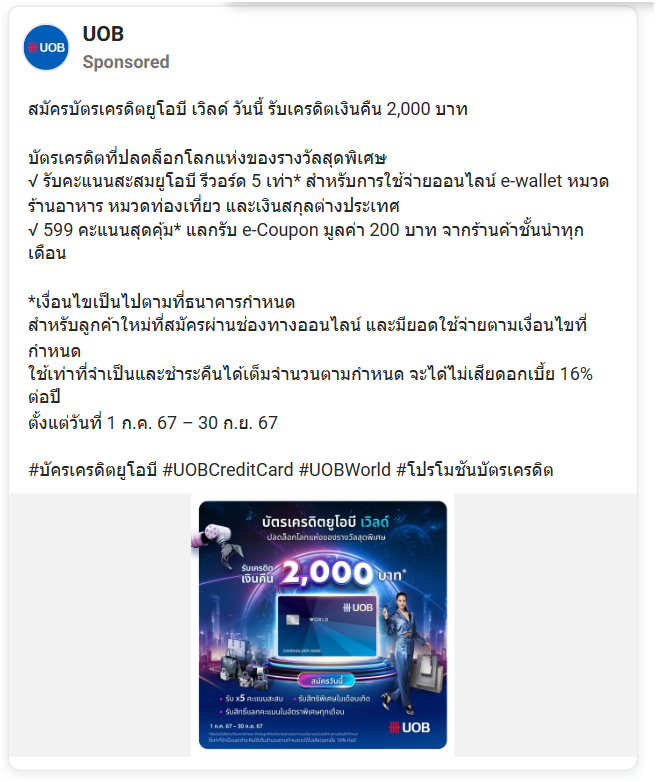 UOB
UOB
Sponsored
สมัครบัตรเครดิตยูโอบี เวิลด์ วันนี้ รับเครดิตเงินคืน 2,000 บาท
บัตรเครดิตที่ปลดล็อกโลกแห่งของรางวัลสุดพิเศษ
√ รับคะแนนสะสมยูโอบี รีวอร์ด 5 เท่า* สำหรับการใช้จ่ายออนไลน์ e-wallet หมวด
ร้านอาหาร หมวดท่องเที่ยว และเงินสกุลต่างประเทศ
√ 599 คะแนนสุดคุ้ม* แลกรับ e-Coupon มูลค่า 200 บาท จากร้านค้าชั้นนำทุก
เดือน
*เงื่อนไขเป็นไปตามที่ธนาคารกำหนด
สำหรับลูกค้าใหม่ที่สมัครผ่านช่องทางออนไลน์ และมียอดใช้จ่ายตามเงื่อนไขที่
กำหนด
ใช้เท่าที่จำเป็นและชำระคืนได้เต็มจำนวนตามกำหนด จะได้ไม่เสียดอกเบี้ย 16%
ต่อปี
ตั้งแต่วันที่ 1 ก.ค. 67 – 30 ก.ย. 67
#บัครเครดิตยูโอบี #UOBCreditCard #UOBWorld #โปรโมชันบัตรเครดิต
บัตรเครดิตยูโอบี เวิลด์
ปลดล็อกโลกแห่งของรางวัลสุดพิเศษ
รับเครดิต
เงินคืน 2,000 บาท*
UOB
WORLD
CARDHOLDER NAME
สมัครวันนี้
• รับ x5 คะแนนสะสม • รับสิทธิพิเศษในเดือนเกิด
• รับสิทธิแลกคะแนนในอัตราพิเศษทุกเดือน
1 ก.ค. 67 – 30 ก.ย. 67
UOB